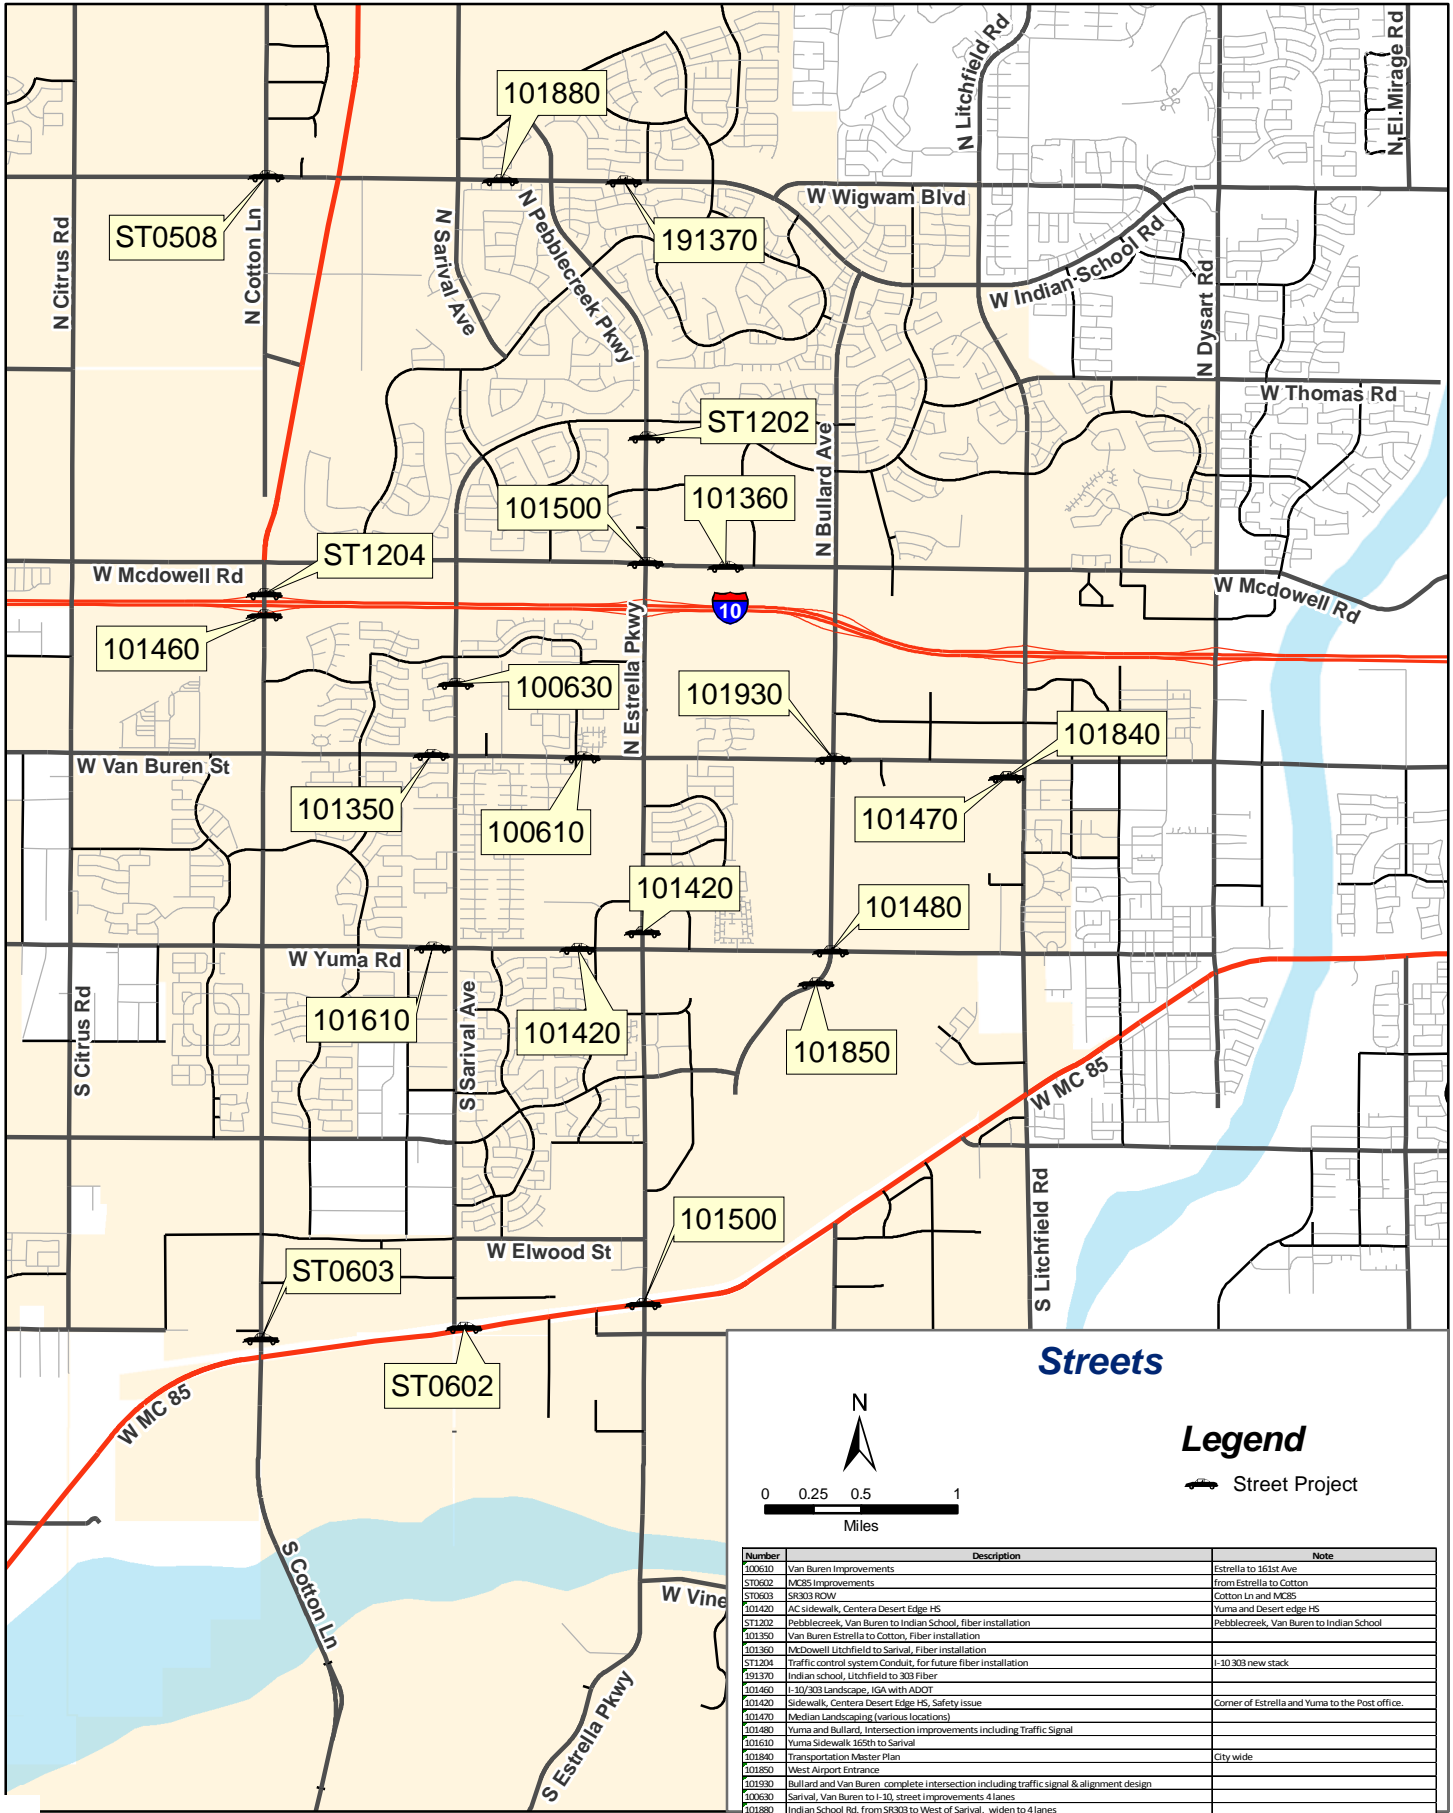 N Litchfield Rd
N El Mirage Rd
101880
W Wigwam Blvd
ST0508
N Citrus Rd
N Cotton Ln
N Sarival Ave
N Pebblecreek Pkwy
191370
W Indian School Rd
N Dysart Rd
W Thomas Rd
ST1202
N Bullard Ave
101500
101360
ST1204
W Mcdowell Rd
W Mcdowell Rd
10
101460
N Estrella Pkwy
100630
101930
101840
W Van Buren St
101350
100610
101470
101420
101480
W Yuma Rd
S Citrus Rd
101610
S Sarival Ave
101420
101850
W MC 85
S Litchfield Rd
101500
W Elwood St
ST0603
ST0602
W MC 85
S Cotton Ln
W Vine
S Estrella Pkwy
Streets
N
Legend
Street Project
0 0.25 0.5 1
Miles
Number Description Note
100610 Van Buren Improvements Estrella to 161st Ave
ST0602 MC85 Improvements from Estrella to Cotton
ST0603 SR303 ROW Cotton Ln and MC85
101420 AC sidewalk, Centera Desert Edge HS Yuma and Desert edge HS
ST1202 Pebblecreek, Van Buren to Indian School, fiber installation Pebblecreek, Van Buren to Indian School
101350 Van Buren Estrella to Cotton, Fiber installation
101360 McDowell Litchfield to Sarival, Fiber installation
ST1204 Traffic control system Conduit, for future fiber installation I-10 303 new stack
191370 Indian school, Litchfield to 303 Fiber
101460 I-10/303 Landscape, IGA with ADOT
101420 Sidewalk, Centera Desert Edge HS, Safety issue Corner of Estrella and Yuma to the Post office.
101470 Median Landscaping (various locations)
101480 Yuma and Bullard, Intersection improvements including Traffic Signal
101610 Yuma Sidewalk 165th to Sarival
101840 Transportation Master Plan City wide
101850 West Airport Entrance
101930 Bullard and Van Buren complete intersection including traffic signal & alignment design
100630 Sarival, Van Buren to I-10, street improvements 4 lanes
101880 Indian School Rd, from SR303 to West of Sarival, widen to 4 lanes